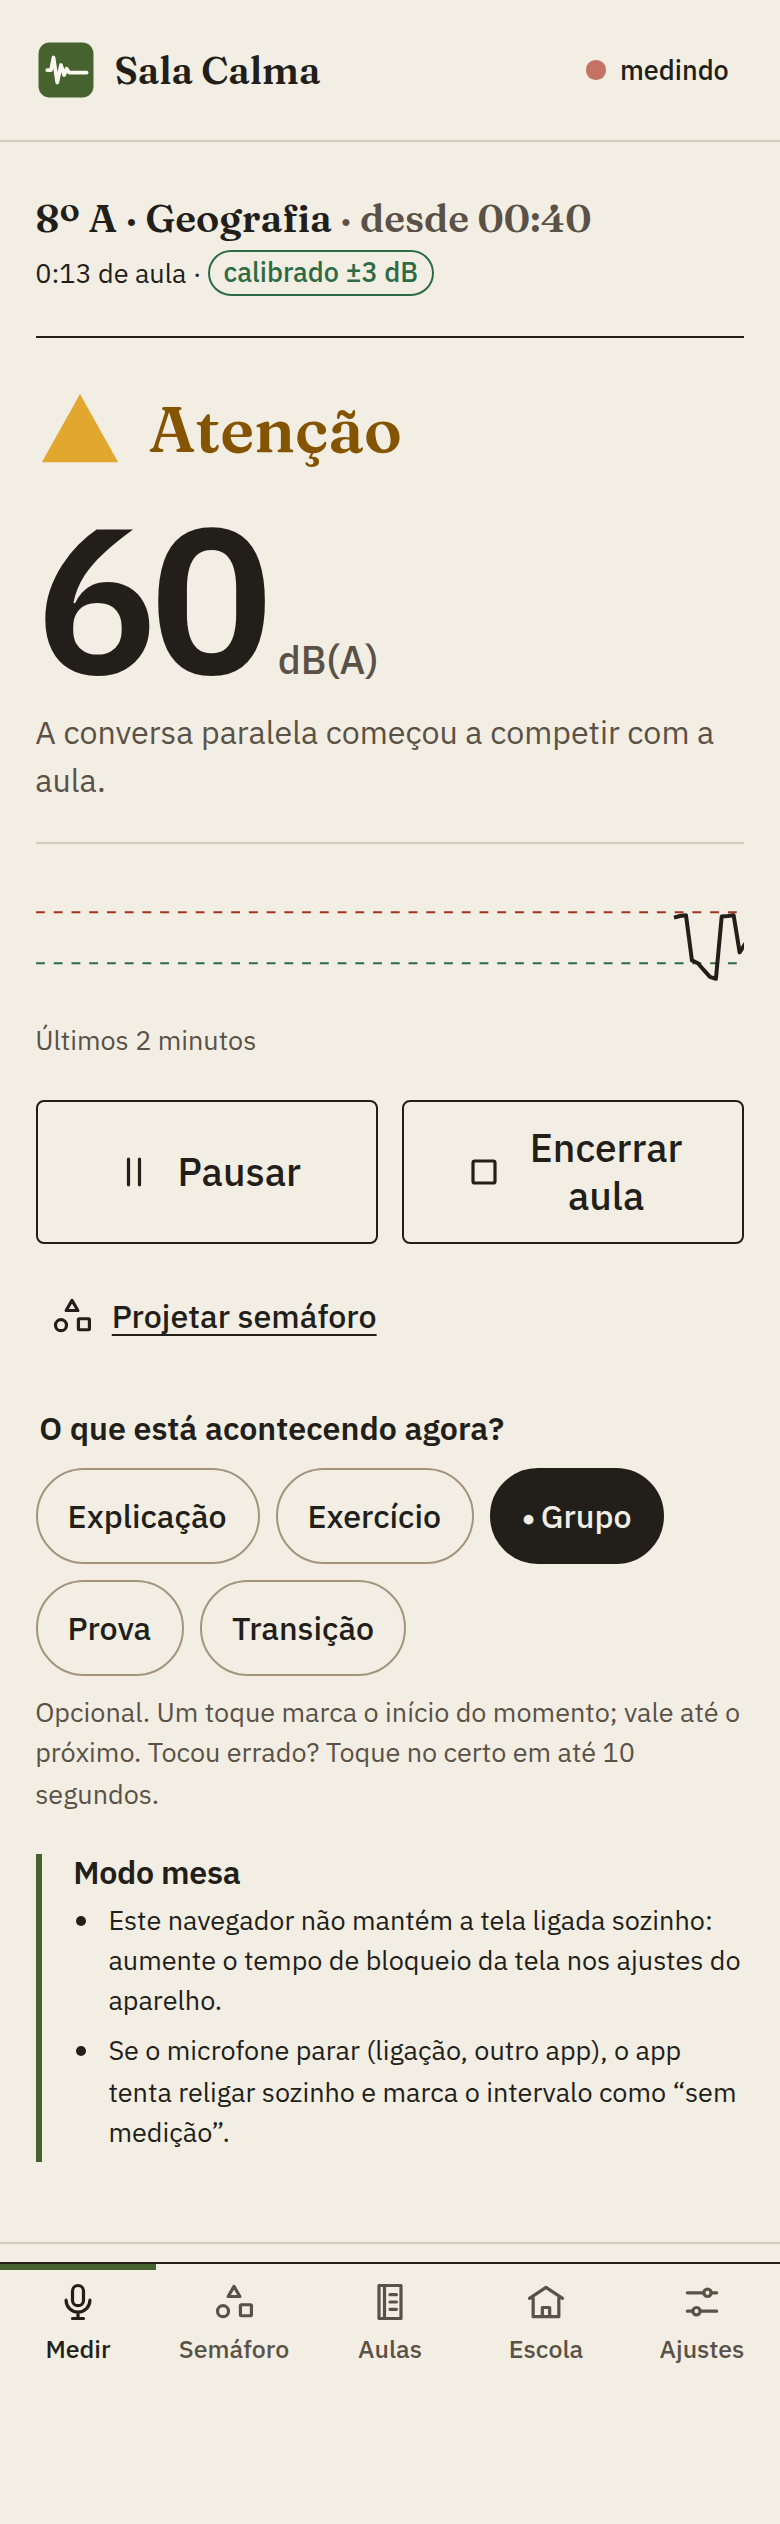 Sala Calma
medindo
8º A · Geografia · desde 00:40
0:13 de aula · calibrado ±3 dB
Atenção
60 dB(A)
A conversa paralela começou a competir com a
aula.
Últimos 2 minutos
Pausar
Encerrar
aula
Projetar semáforo
O que está acontecendo agora?
Explicação
Exercício
• Grupo
Prova
Transição
Opcional. Um toque marca o início do momento; vale até o
próximo. Tocou errado? Toque no certo em até 10
segundos.
Modo mesa
• Este navegador não mantém a tela ligada sozinho:
aumente o tempo de bloqueio da tela nos ajustes do
aparelho.
• Se o microfone parar (ligação, outro app), o app
tenta religar sozinho e marca o intervalo como “sem
medição”.
Medir
Semáforo
Aulas
Escola
Ajustes